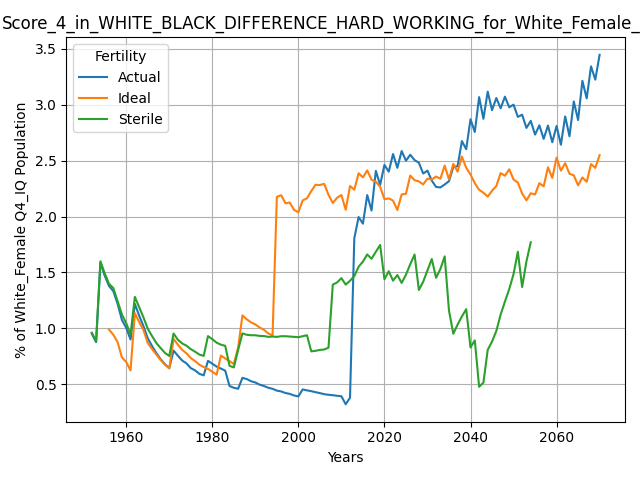 Score_4_in_WHITE_BLACK_DIFFERENCE_HARD_WORKING_for_White_Female_
Fertility
Actual
Ideal
Sterile
% of White_Female Q4_IQ Population
3.5
3.0
2.5
2.0
1.5
1.0
0.5
1960 1980 2000 2020 2040 2060
Years